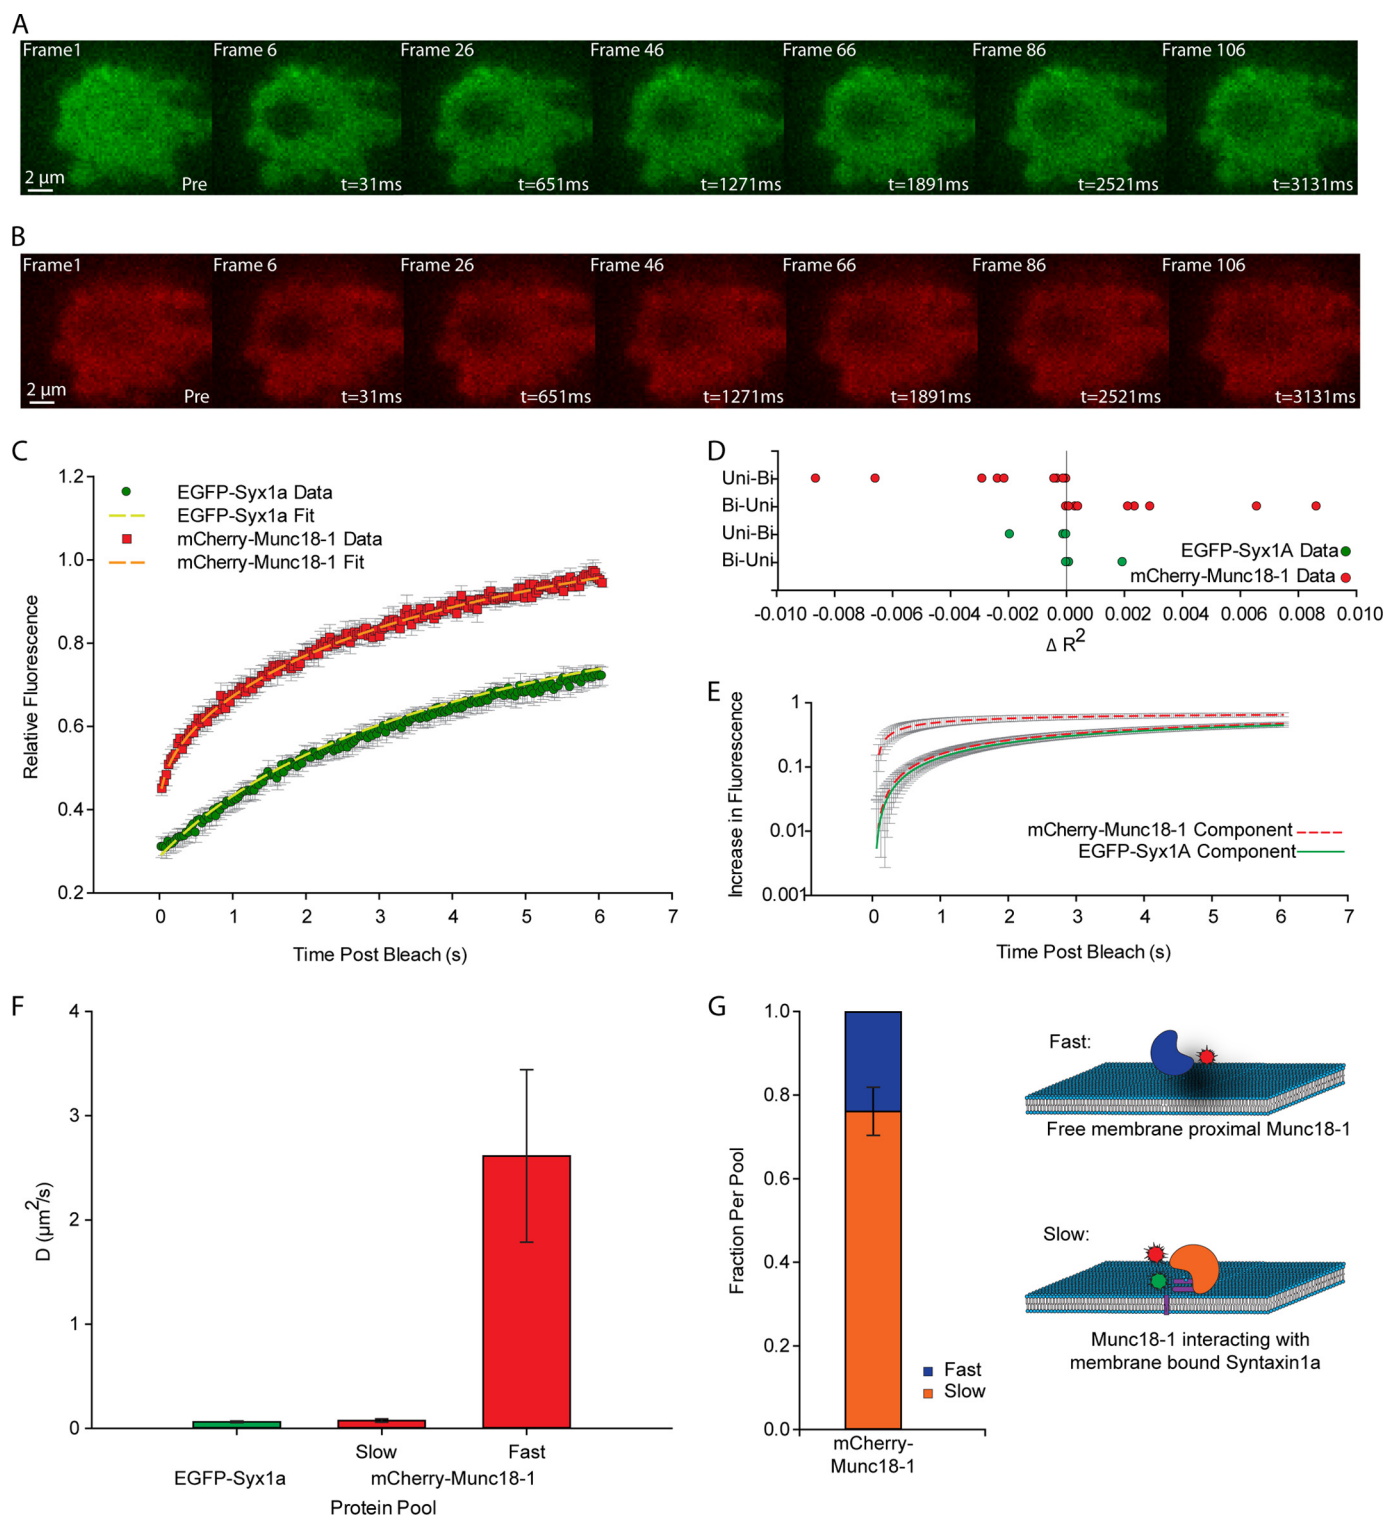 A
Frame1 Frame 6 Frame 26 Frame 46 Frame 66 Frame 86 Frame 106
2 µm Pre t=31ms t=651ms t=1271ms t=1891ms t=2521ms t=3131ms
B
Frame1 Frame 6 Frame 26 Frame 46 Frame 66 Frame 86 Frame 106
2 µm Pre t=31ms t=651ms t=1271ms t=1891ms t=2521ms t=3131ms
C
1.2
1.0
0.8
0.6
0.4
0.2
Relative Fluorescence
EGFP-Syx1a Data
EGFP-Syx1a Fit
mCherry-Munc18-1 Data
mCherry-Munc18-1 Fit
0 1 2 3 4 5 6 7
Time Post Bleach (s)
D
Uni-Bi
Bi-Uni
Uni-Bi
Bi-Uni
EGFP-Syx1A Data
mCherry-Munc18-1 Data
-0.010 -0.008 -0.006 -0.004 -0.002 0.000 0.002 0.004 0.006 0.008 0.010
Δ R²
E
1
0.1
0.01
0.001
Increase in Fluorescence
mCherry-Munc18-1 Component
EGFP-Syx1A Component
0 1 2 3 4 5 6 7
Time Post Bleach (s)
F
4
3
2
1
0
D (µm²/s)
Slow Fast
EGFP-Syx1a mCherry-Munc18-1
Protein Pool
G
1.0
0.8
0.6
0.4
0.2
0.0
Fraction Per Pool
Fast
Slow
mCherry-
Munc18-1
Fast:
Free membrane proximal Munc18-1
Slow:
Munc18-1 interacting with
membrane bound Syntaxin1a